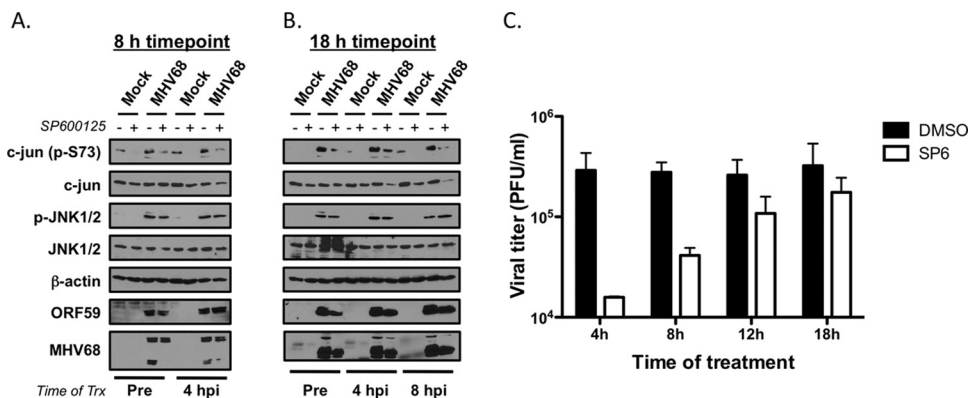 A.
8 h timepoint
Mock
MHV68
Mock
MHV68
SP600125
- + - + - + - +
c-jun (p-S73)
c-jun
p-JNK1/2
JNK1/2
β-actin
ORF59
MHV68
Time of Trx
Pre
4 hpi
B.
18 h timepoint
Mock
MHV68
Mock
MHV68
Mock
MHV68
- + - + - + - + - + - +
Pre
4 hpi
8 hpi
C.
Viral titer (PFU/ml)
10^6
10^5
10^4
4h
8h
12h
18h
Time of treatment
DMSO
SP6